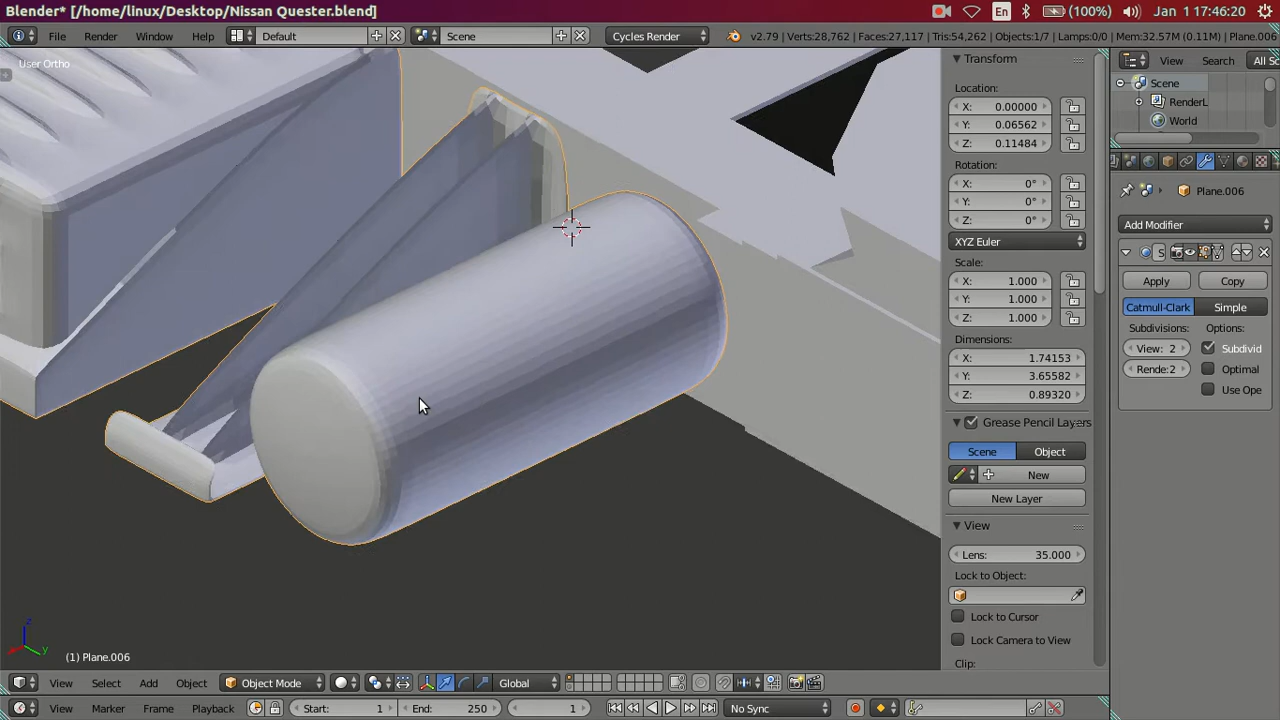 Blender* [/home/linux/Desktop/Nissan Quester.blend]
En (100%) Jan 1 17:46:20
File Render Window Help Default Scene Cycles Render v2.79 | Verts:28,762 | Faces:27,117 | Tris:54,262 | Objects:1/7 | Lamps:0/0 | Mem:32.57M (0.11M) | Plane.006
User Ortho
Transform
Location:
X: 0.00000
Y: 0.06562
Z: 0.11484
Rotation:
X: 0°
Y: 0°
Z: 0°
XYZ Euler
Scale:
X: 1.000
Y: 1.000
Z: 1.000
Dimensions:
X: 1.74153
Y: 3.65582
Z: 0.89320
Grease Pencil Layers
Scene Object
New
New Layer
View
Lens: 35.000
Lock to Object:
Lock to Cursor
Lock Camera to View
Clip:
View Search All Sc
Scene
RenderL
World
Plane.006
Add Modifier
S
Apply Copy
Catmull-Clark Simple
Subdivisions: Options:
View: 2 Subdivid
Rende:2 Optimal
Use Ope
z
x
y
(1) Plane.006
View Select Add Object Object Mode Global
View Marker Frame Playback Start: 1 End: 250 1 No Sync